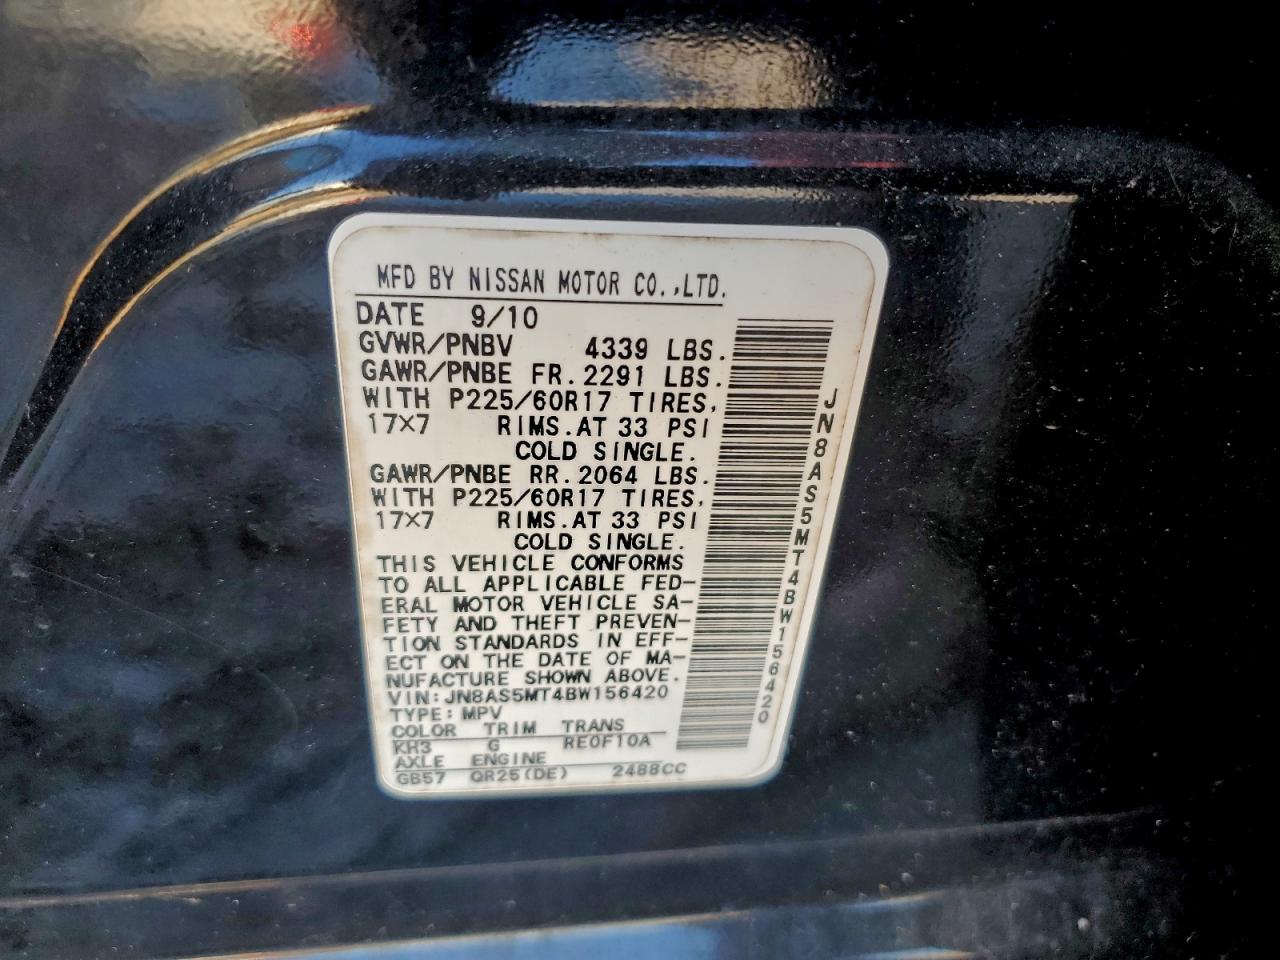 MFD BY NISSAN MOTOR CO.,LTD.
DATE 9/10
GVWR/PNBV 4339 LBS.
GAWR/PNBE FR.2291 LBS.
WITH P225/60R17 TIRES,
17×7 RIMS.AT 33 PSI
COLD SINGLE.
GAWR/PNBE RR.2064 LBS.
WITH P225/60R17 TIRES,
17×7 RIMS.AT 33 PSI
COLD SINGLE.
THIS VEHICLE CONFORMS
TO ALL APPLICABLE FED-
ERAL MOTOR VEHICLE SA-
FETY AND THEFT PREVEN-
TION STANDARDS IN EFF-
ECT ON THE DATE OF MA-
NUFACTURE SHOWN ABOVE.
VIN:JN8AS5MT4BW156420
TYPE:MPV
COLOR TRIM TRANS
KH3 G RE0F10A
AXLE ENGINE
GB57 QR25(DE) 2488CC
JN8AS5MT4BW156420